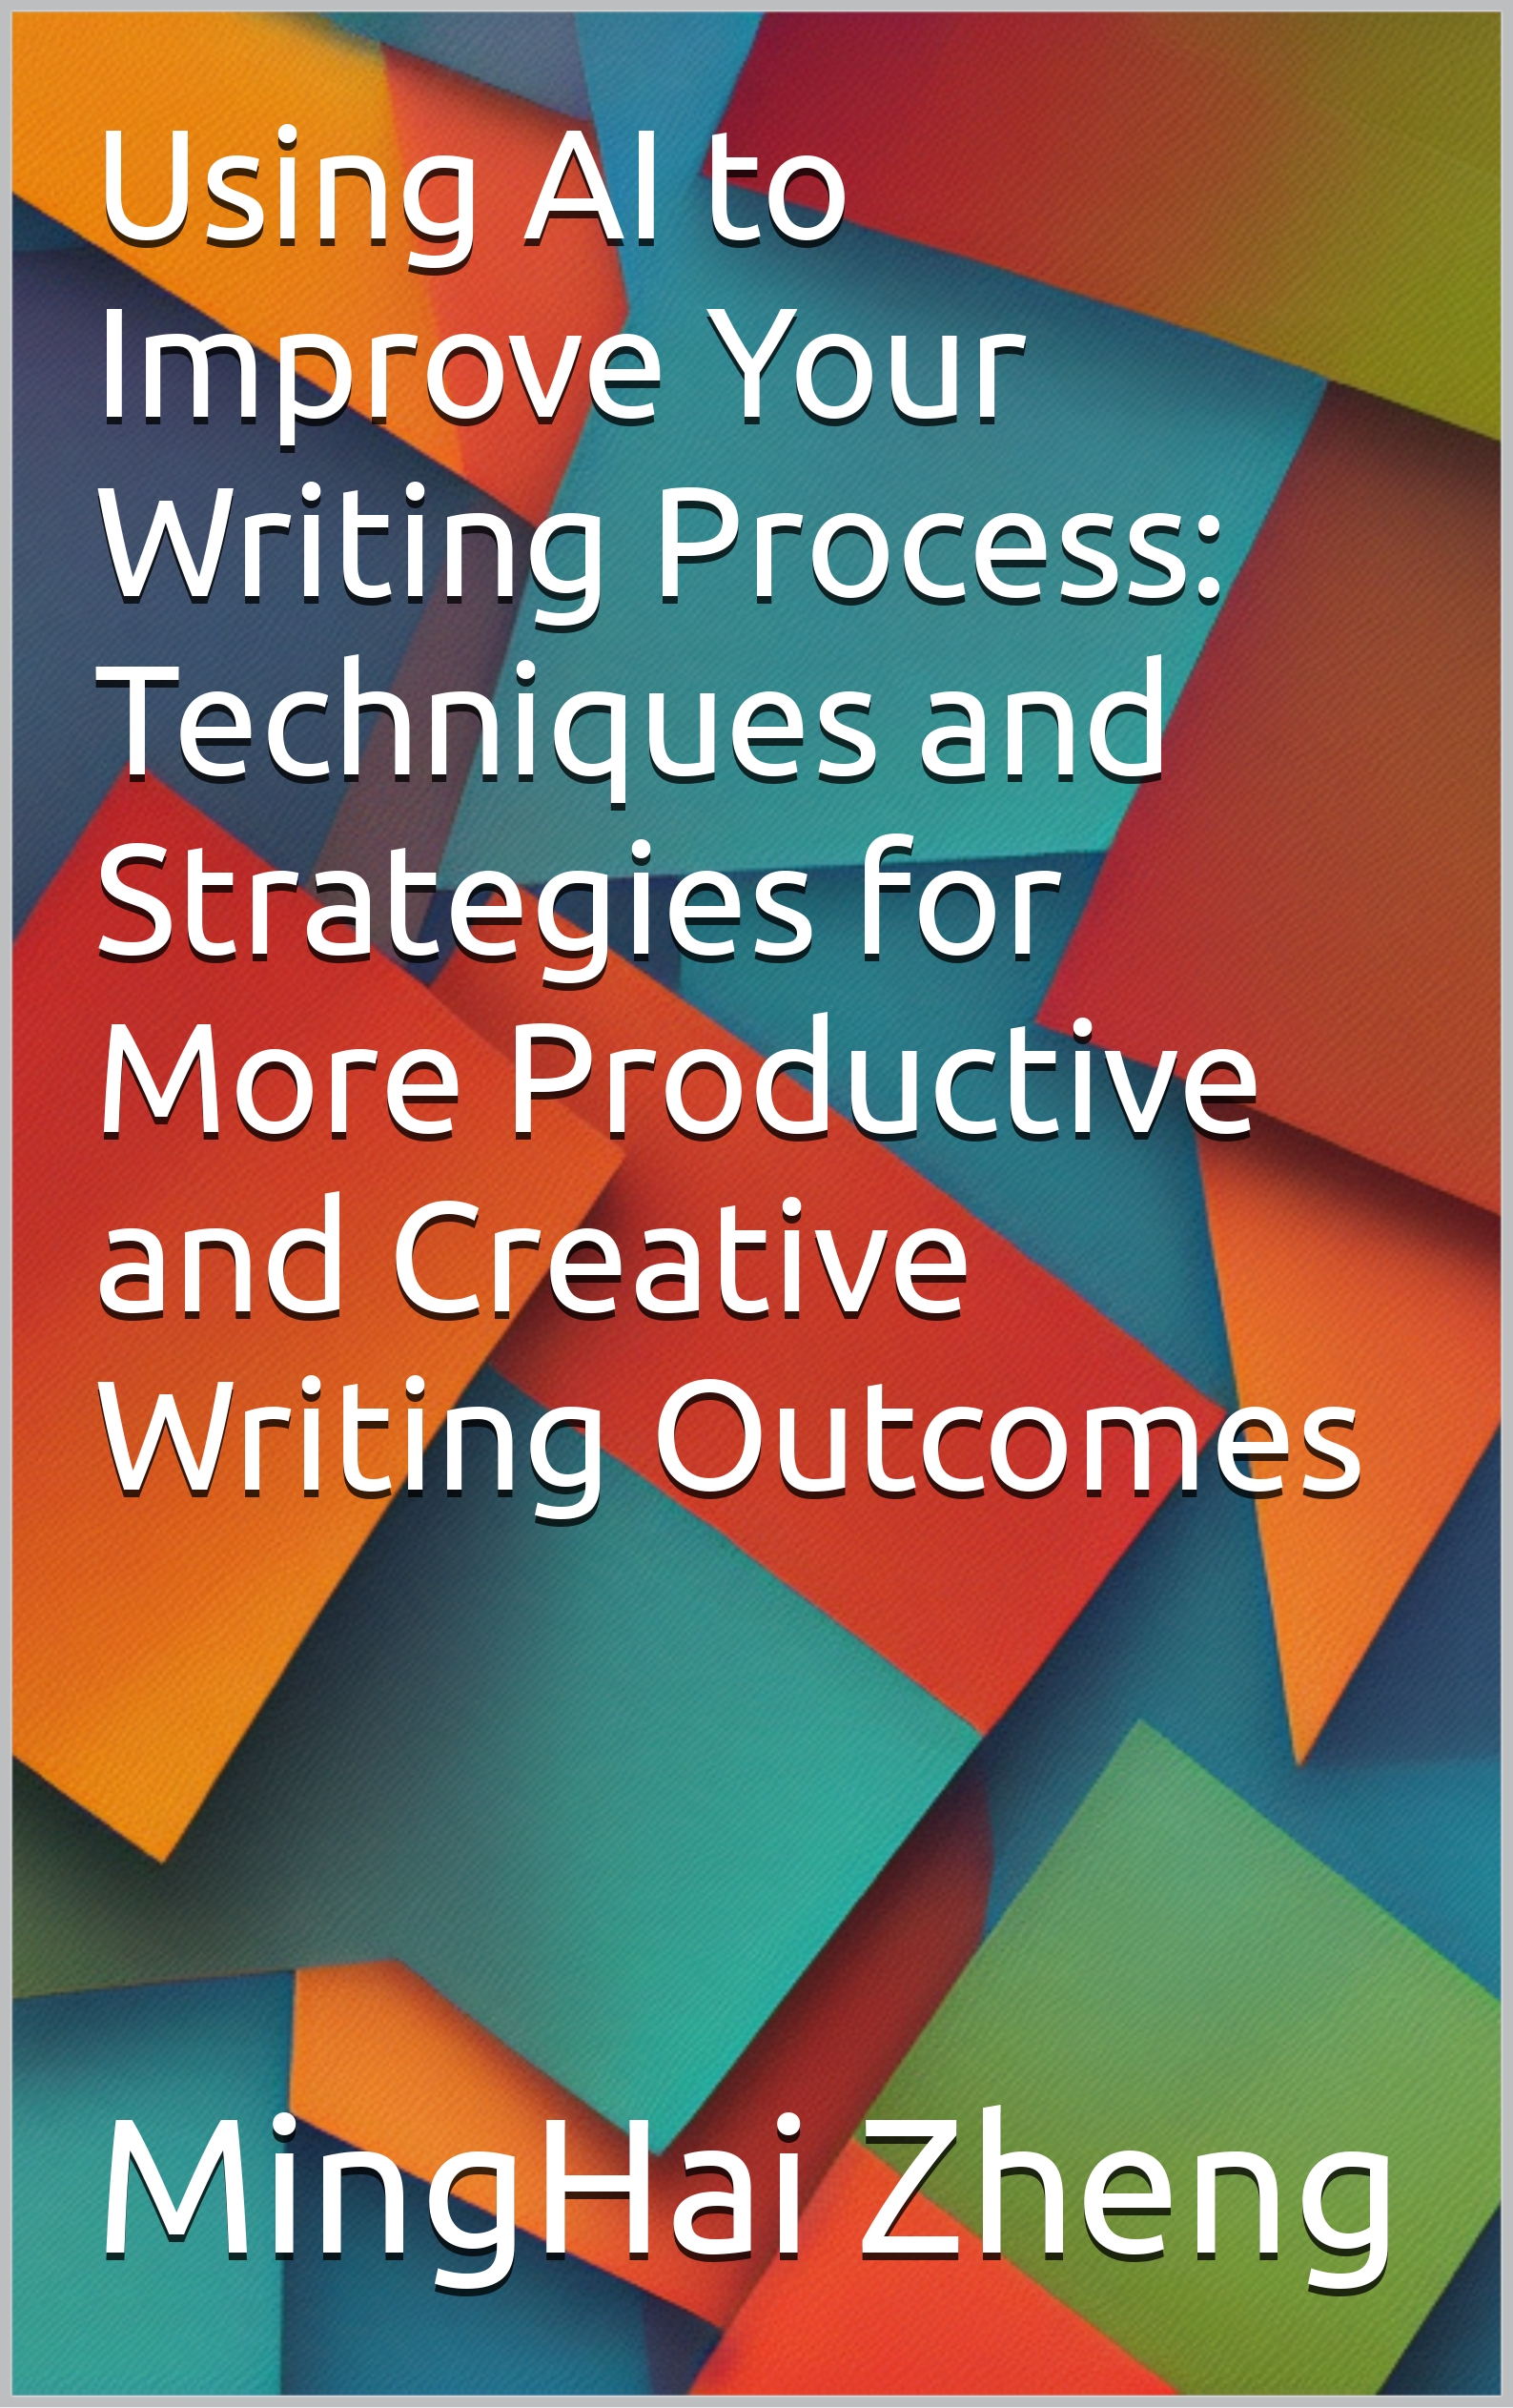 Using AI to
Improve Your
Writing Process:
Techniques and
Strategies for
More Productive
and Creative
Writing Outcomes
MingHai Zheng